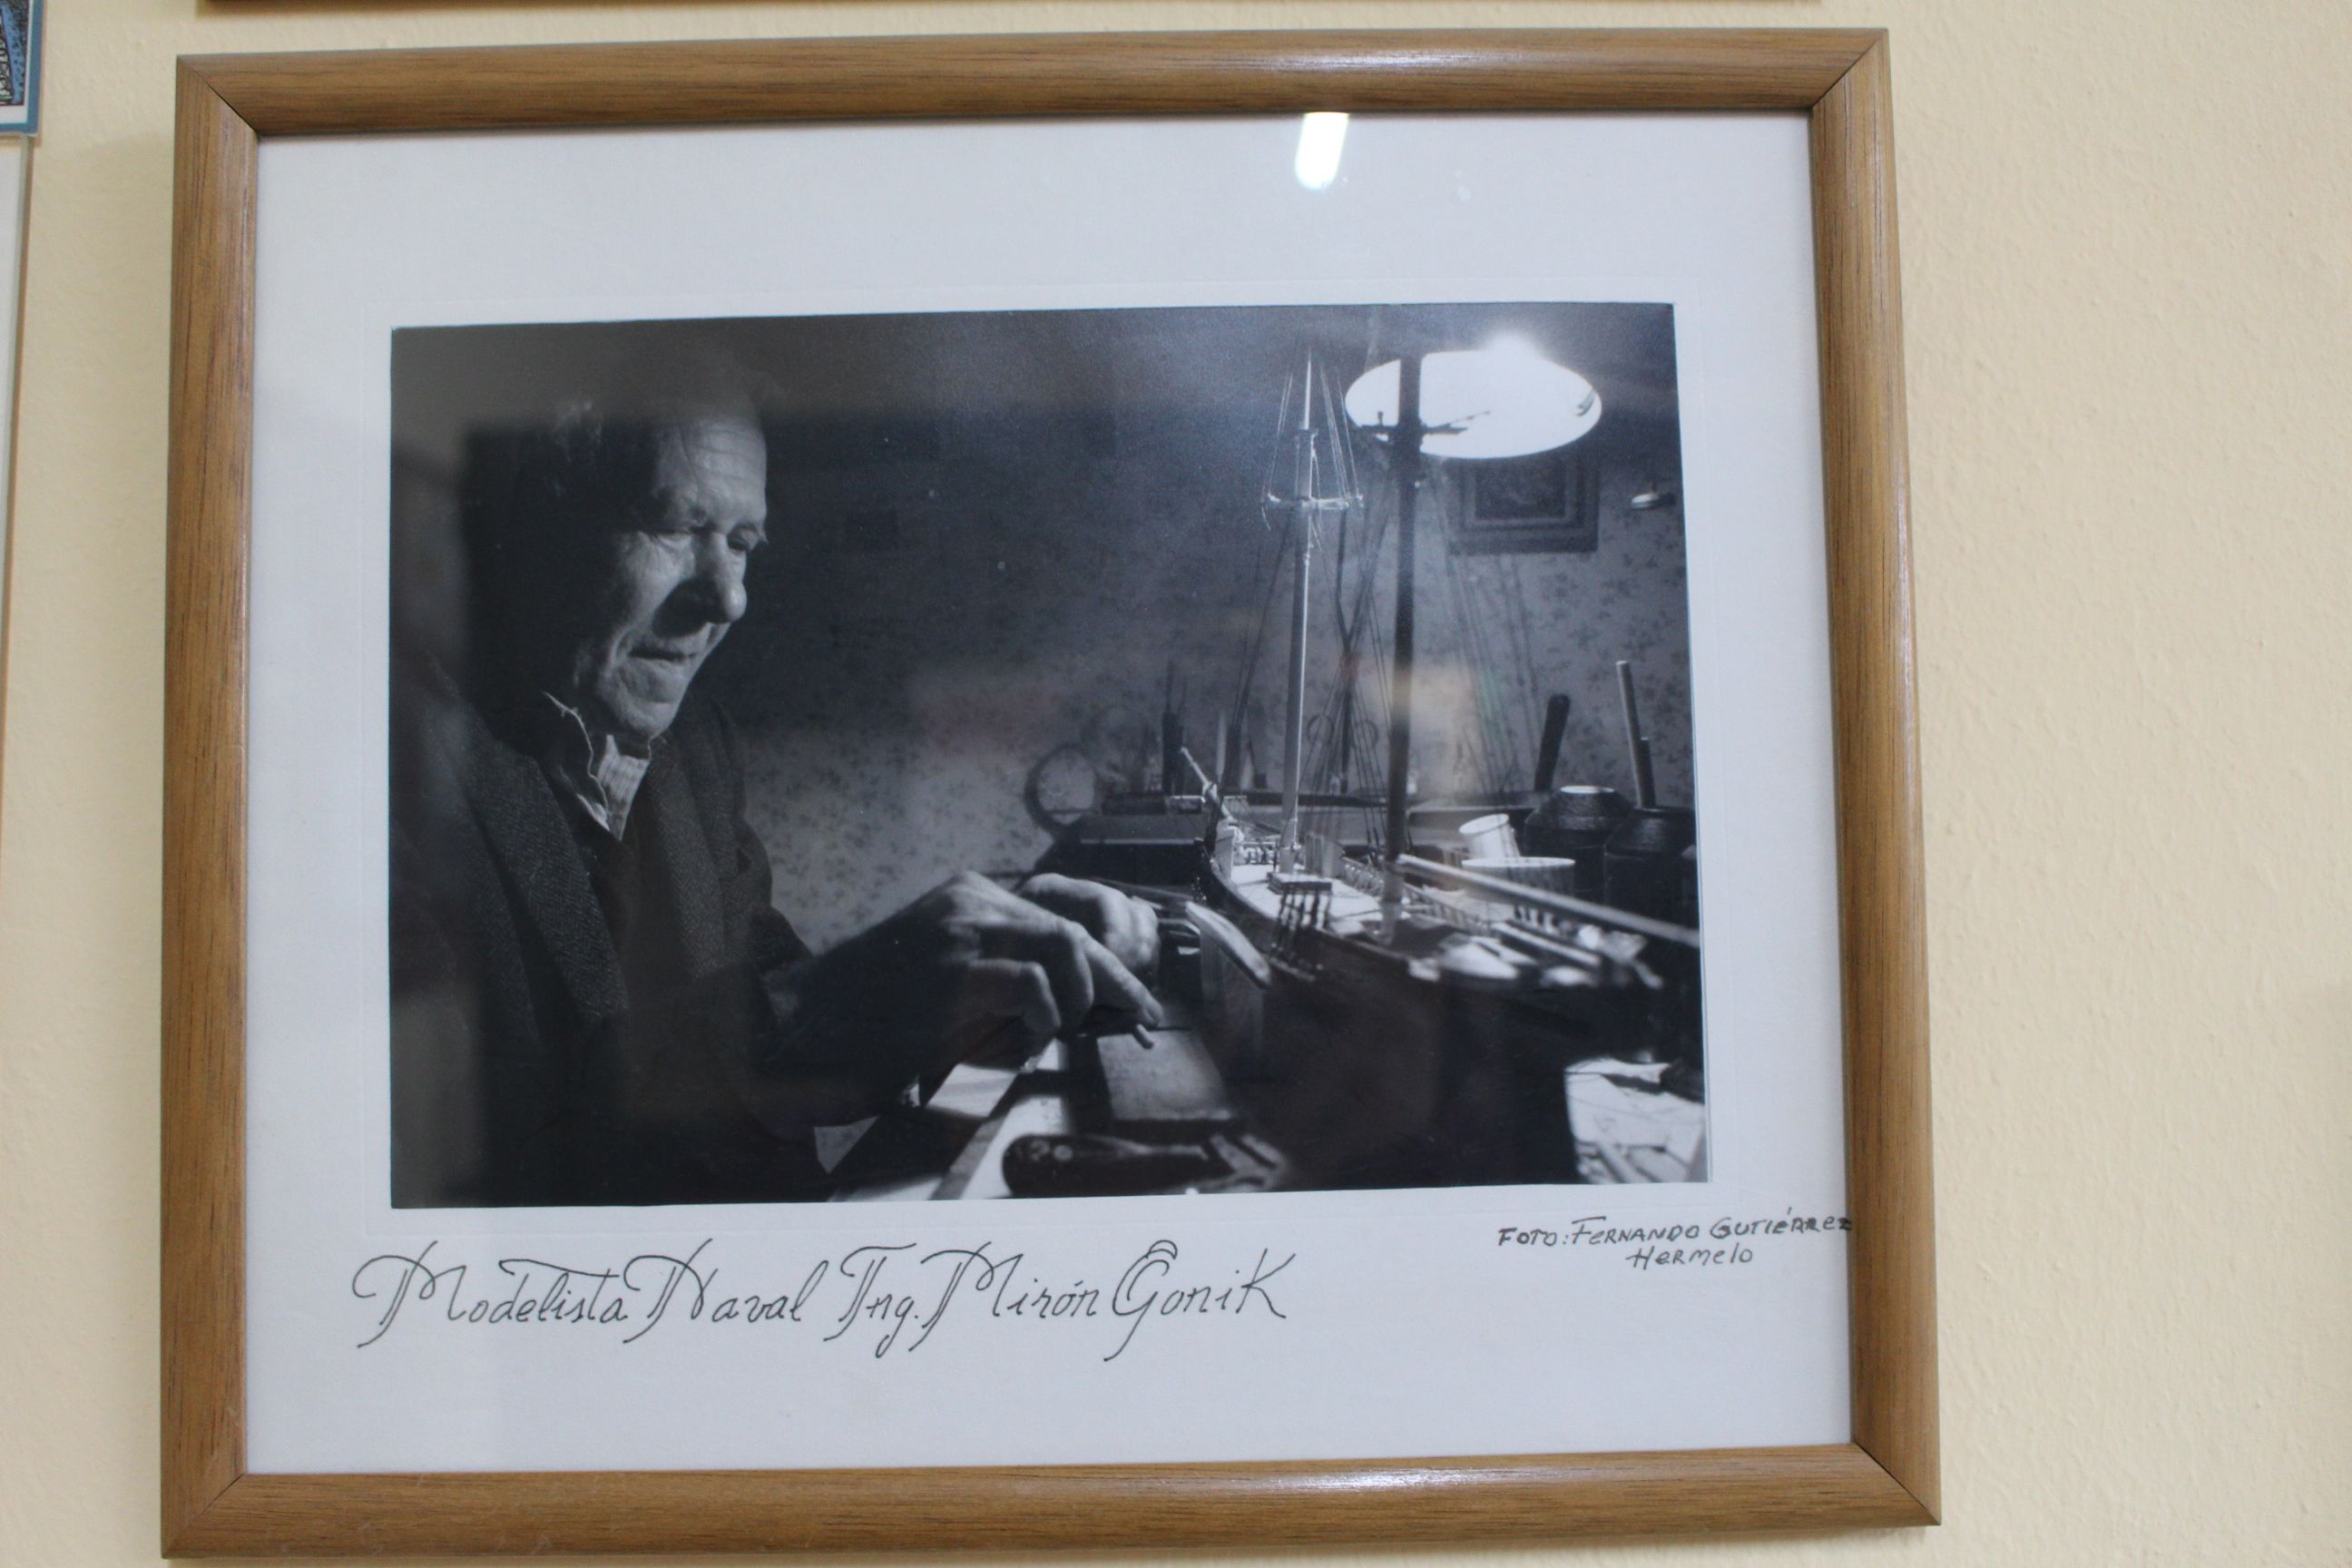 Modelista Naval Ing. Mirón Gonik
FOTO: FERNANDO GUTIÉRREZ
HERMELO